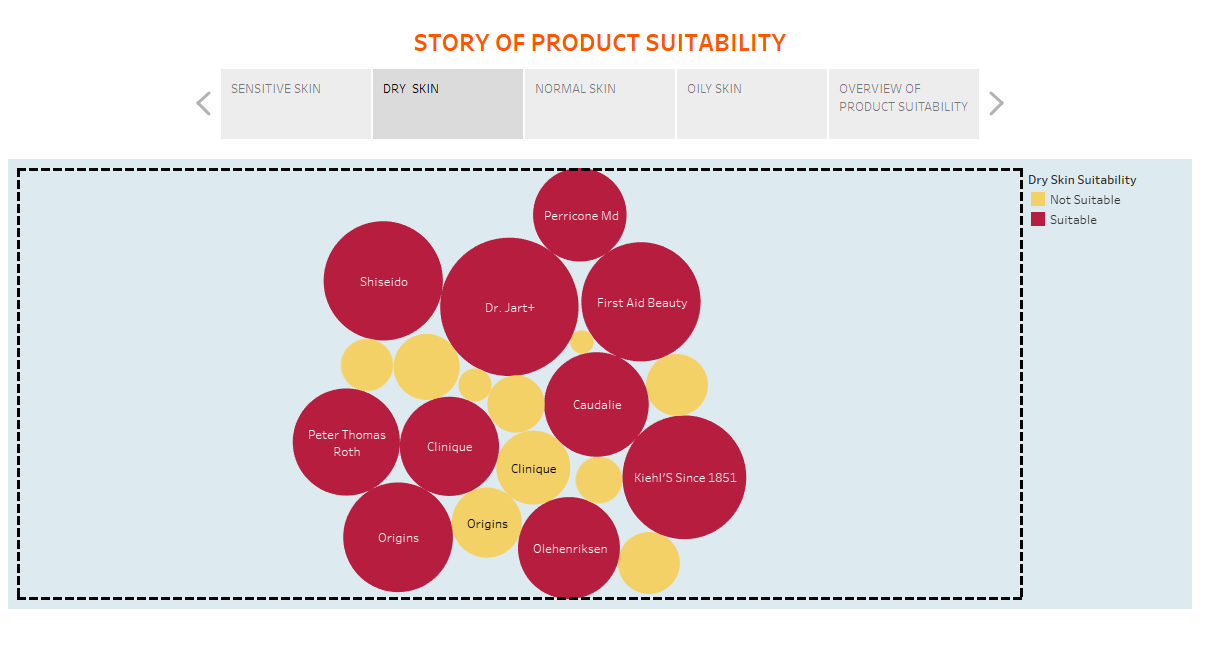 STORY OF PRODUCT SUITABILITY
SENSITIVE SKIN
DRY SKIN
NORMAL SKIN
OILY SKIN
OVERVIEW OF
PRODUCT SUITABILITY
Dry Skin Suitability
Not Suitable
Suitable
Perricone Md
Shiseido
Dr. Jart+
First Aid Beauty
Caudalie
Peter Thomas
Roth
Clinique
Clinique
Kiehl'S Since 1851
Origins
Origins
Olehenriksen